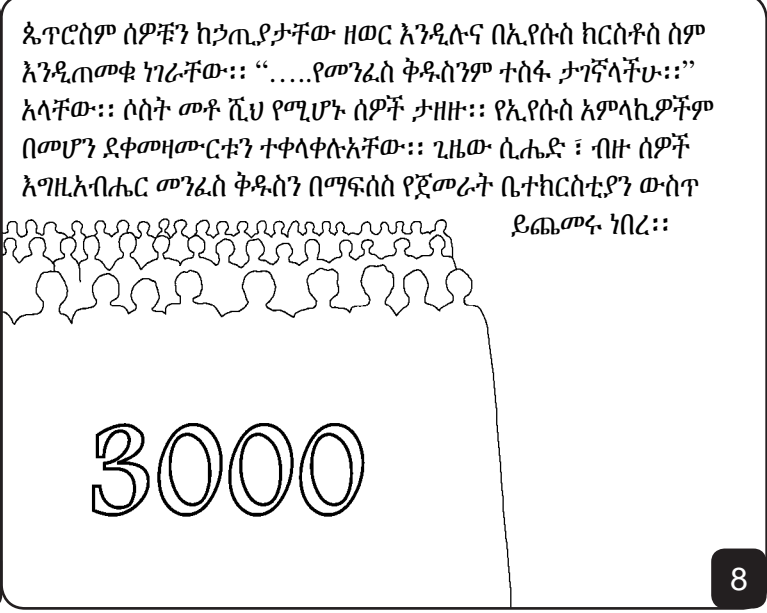 ጴጥሮስም ሰዎቹን ከኃጢያታቸው ዘወር እንዲሉና በኢየሱስ ክርስቶስ ስም
እንዲጠመቁ ነገራቸው፡፡ “…..የመንፈስ ቅዱስንም ተስፋ ታገኛላችሁ፡፡”
አላቸው፡፡ ሶስት መቶ ሺህ የሚሆኑ ሰዎች ታዘዙ፡፡ የኢየሱስ አምላኪዎችም
በመሆን ደቀመዛሙርቱን ተቀላቀሉአቸው፡፡ ጊዜው ሲሔድ ፣ ብዙ ሰዎች
እግዚአብሔር መንፈስ ቅዱስን በማፍሰስ የጀመራት ቤተክርስቲያን ውስጥ
ይጨመሩ ነበረ፡፡
3000
8